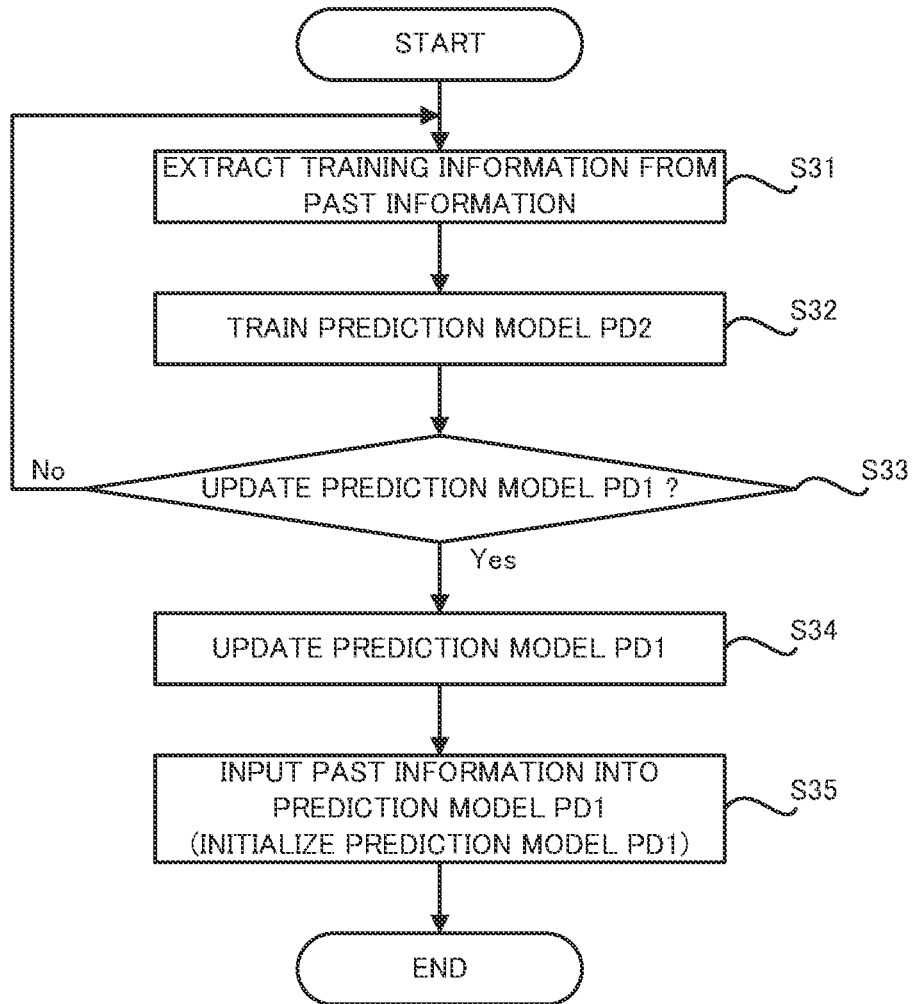 START
EXTRACT TRAINING INFORMATION FROM
PAST INFORMATION
S31
TRAIN PREDICTION MODEL PD2
S32
No
UPDATE PREDICTION MODEL PD1 ?
S33
Yes
UPDATE PREDICTION MODEL PD1
S34
INPUT PAST INFORMATION INTO
PREDICTION MODEL PD1
(INITIALIZE PREDICTION MODEL PD1)
S35
END